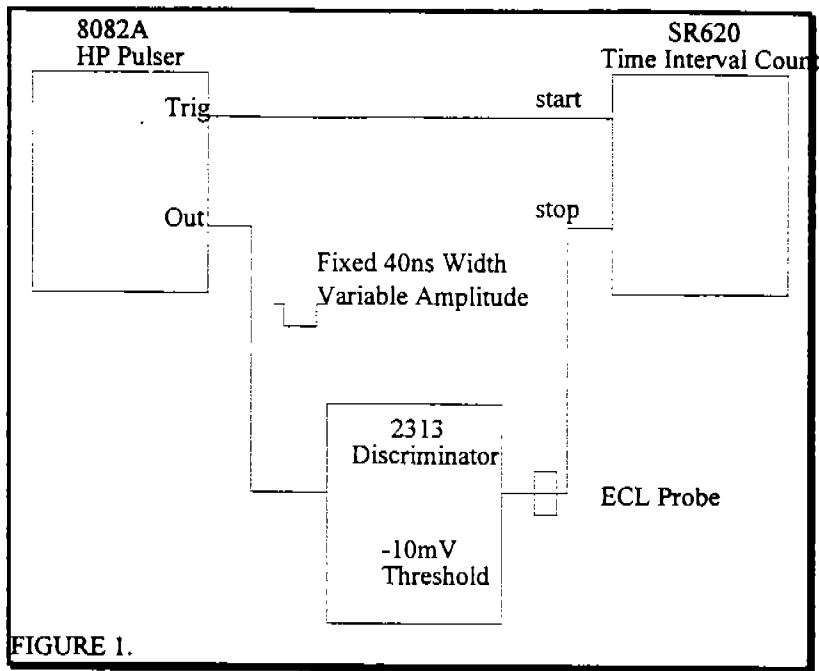 8082A
HP Pulser
SR620
Time Interval Count
Trig
start
Out
stop
Fixed 40ns Width
Variable Amplitude
2313
Discriminator
-10mV
Threshold
ECL Probe
FIGURE 1.